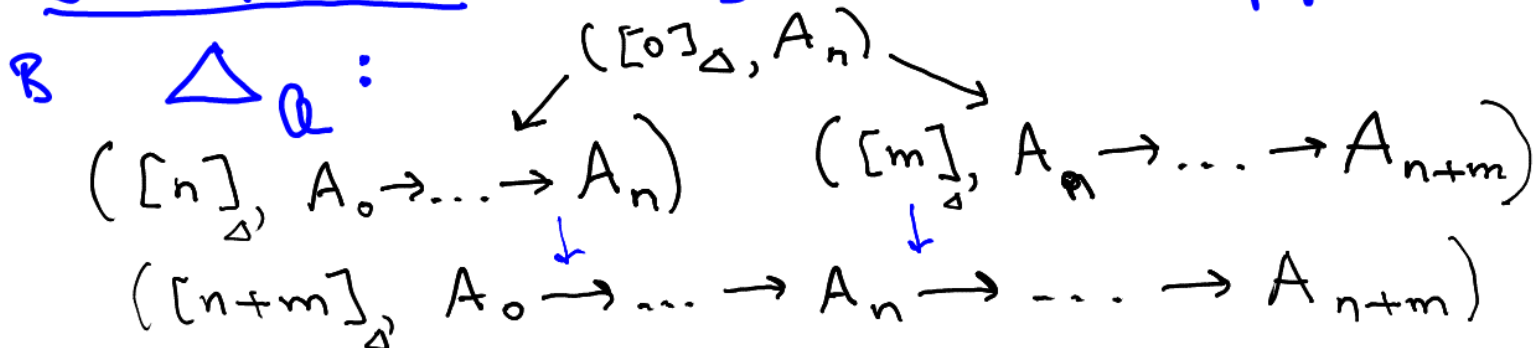 ([0]_Δ, A_n)
B Δ_Q :
([n]_Δ, A_0 → .... → A_n) ([m]_Δ, A_n → .... → A_{n+m})
([n+m]_Δ, A_0 → ... → A_n → .... → A_{n+m})